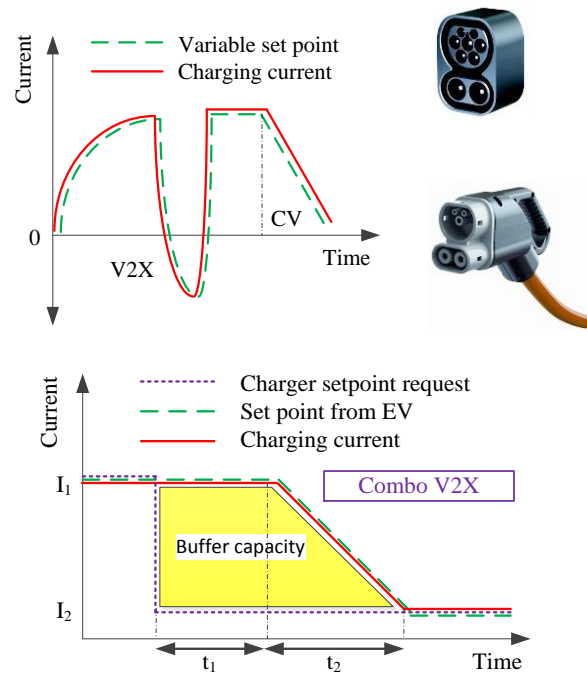 Current
Variable set point
Charging current
0
CV
V2X
Time
Current
Charger setpoint request
Set point from EV
Charging current
I₁
Combo V2X
Buffer capacity
I₂
t₁
t₂
Time